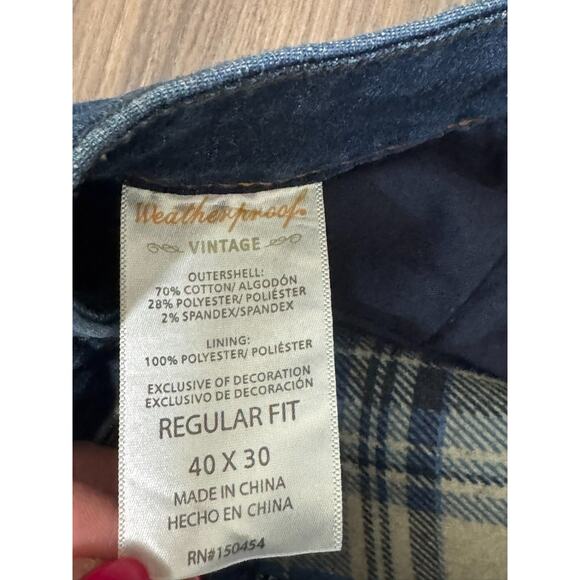 Weatherproof®
VINTAGE
OUTERSHELL:
70% COTTON/ ALGODÓN
28% POLYESTER/ POLIÉSTER
2% SPANDEX/SPANDEX
LINING:
100% POLYESTER/ POLIÉSTER
EXCLUSIVE OF DECORATION
EXCLUSIVO DE DECORACIÓN
REGULAR FIT
40 X 30
MADE IN CHINA
HECHO EN CHINA
RN#150454